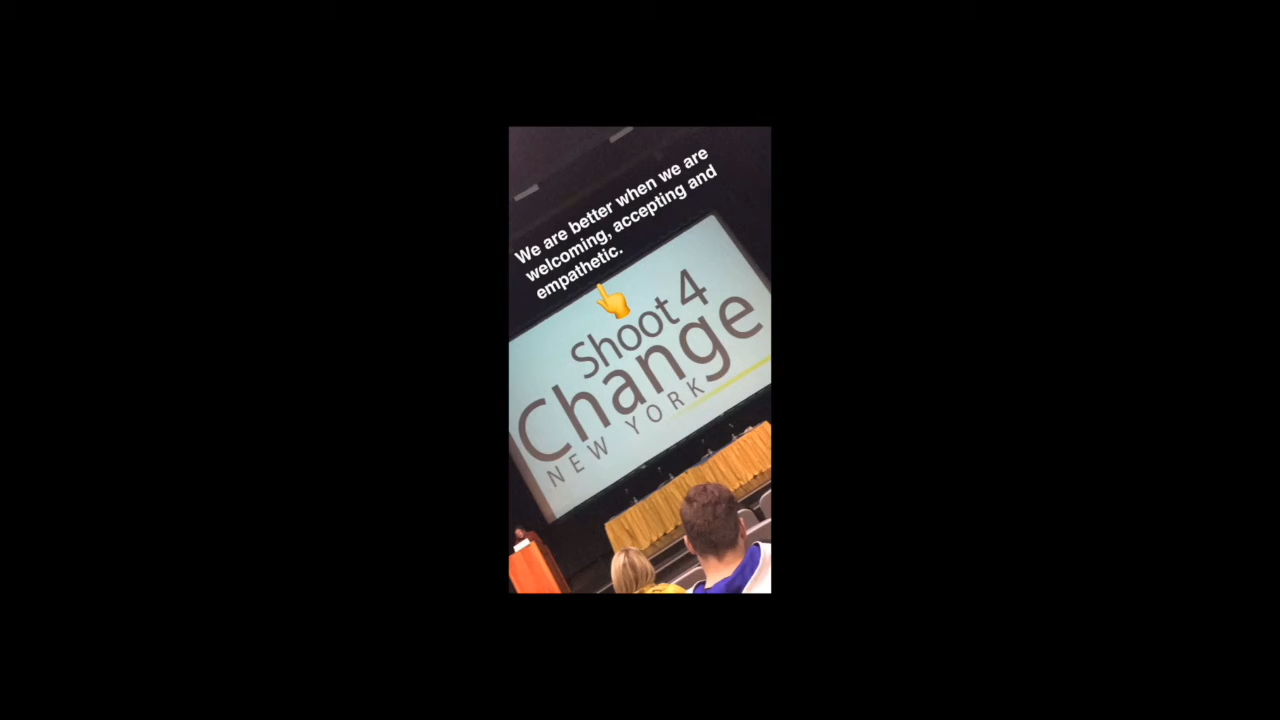 We are better when we are
welcoming, accepting and
empathetic.
Shoot 4
Change
NEW YORK